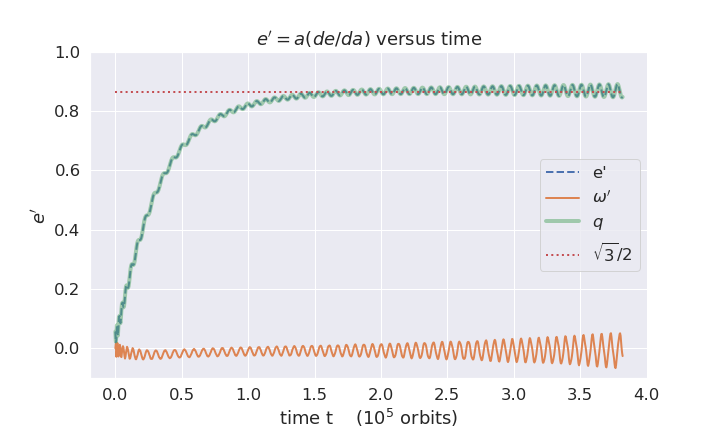 e′ = a(de/da) versus time
1.0
0.8
0.6
0.4
0.2
0.0
e′
e'
ω′
q
√3/2
0.0 0.5 1.0 1.5 2.0 2.5 3.0 3.5 4.0
time t (10⁵ orbits)